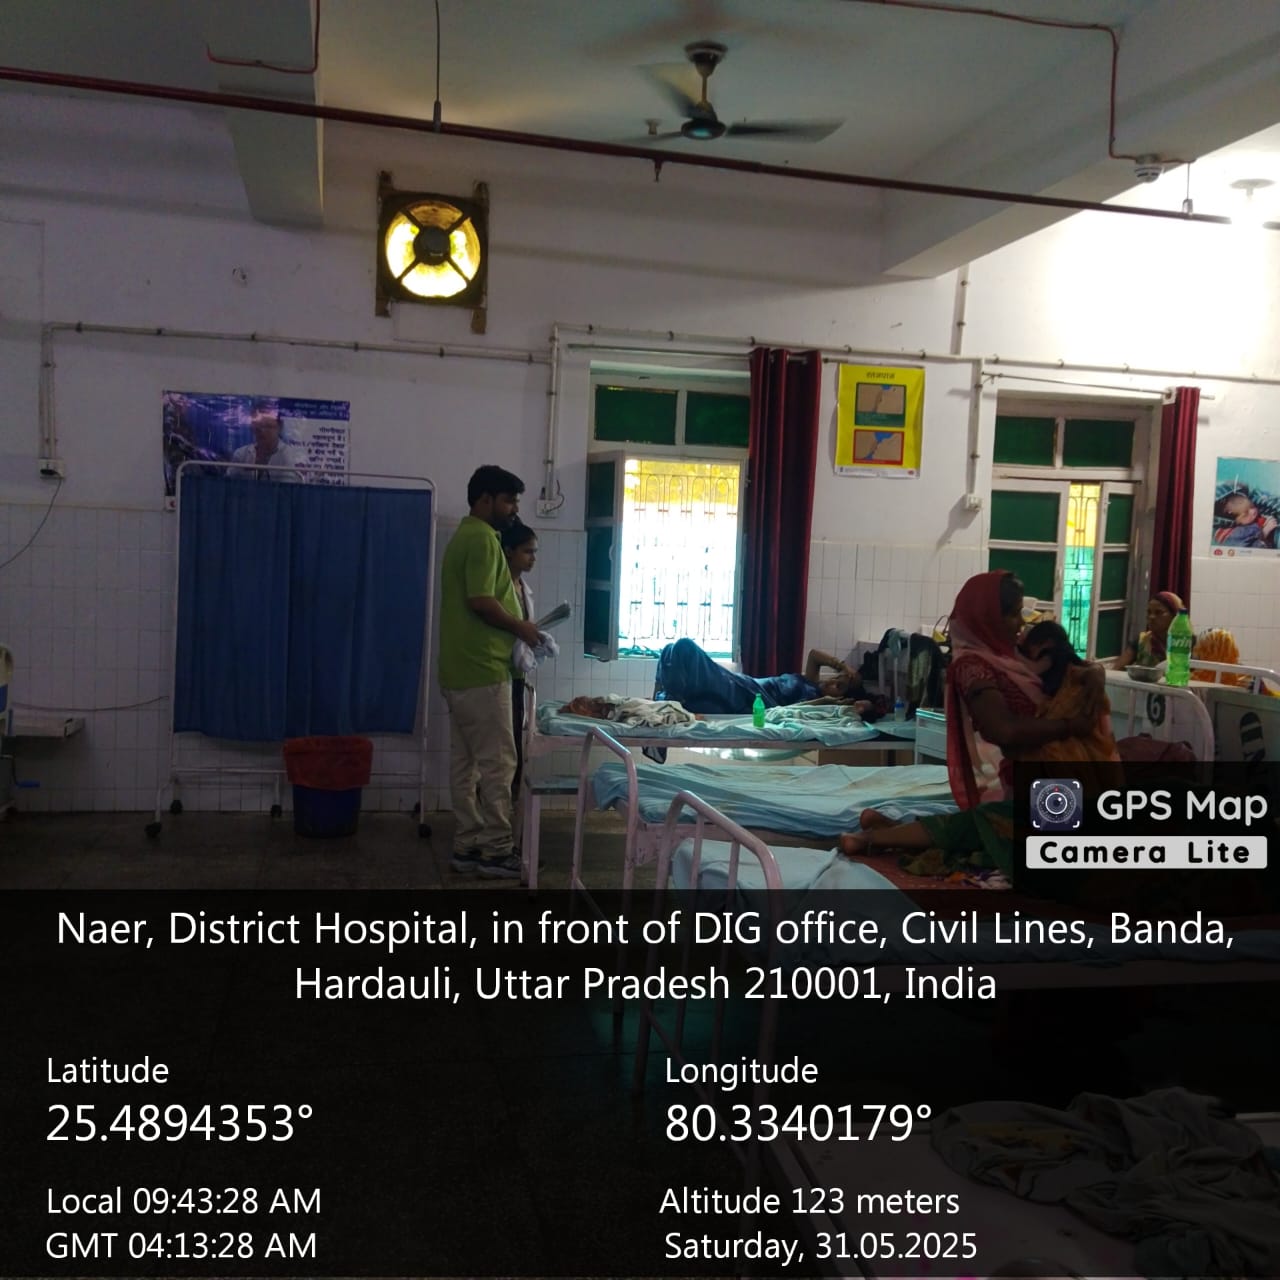 स्तनपान
6
GPS Map
Camera Lite
Naer, District Hospital, in front of DIG office, Civil Lines, Banda,
Hardauli, Uttar Pradesh 210001, India
Latitude
25.4894353°
Longitude
80.3340179°
Local 09:43:28 AM
GMT 04:13:28 AM
Altitude 123 meters
Saturday, 31.05.2025